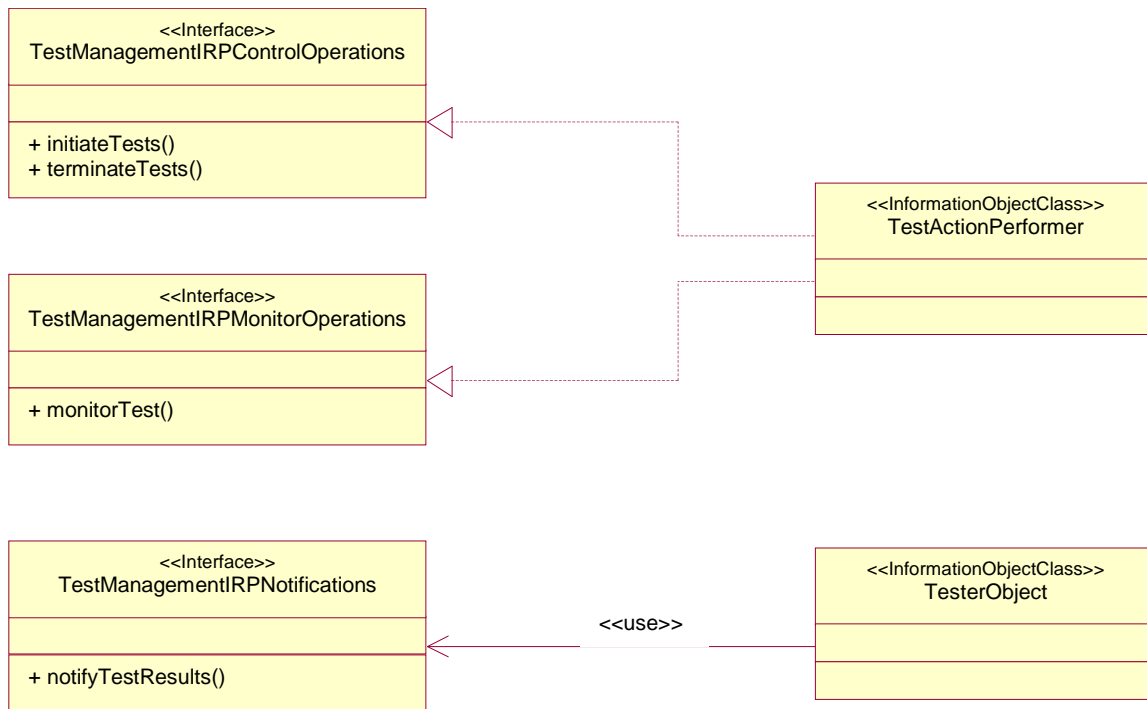 <<Interface>>
TestManagementIRPControlOperations
+ initiateTests()
+ terminateTests()
<<InformationObjectClass>>
TestActionPerformer
<<Interface>>
TestManagementIRPMonitorOperations
+ monitorTest()
<<Interface>>
TestManagementIRPNotifications
+ notifyTestResults()
<<use>>
<<InformationObjectClass>>
TesterObject